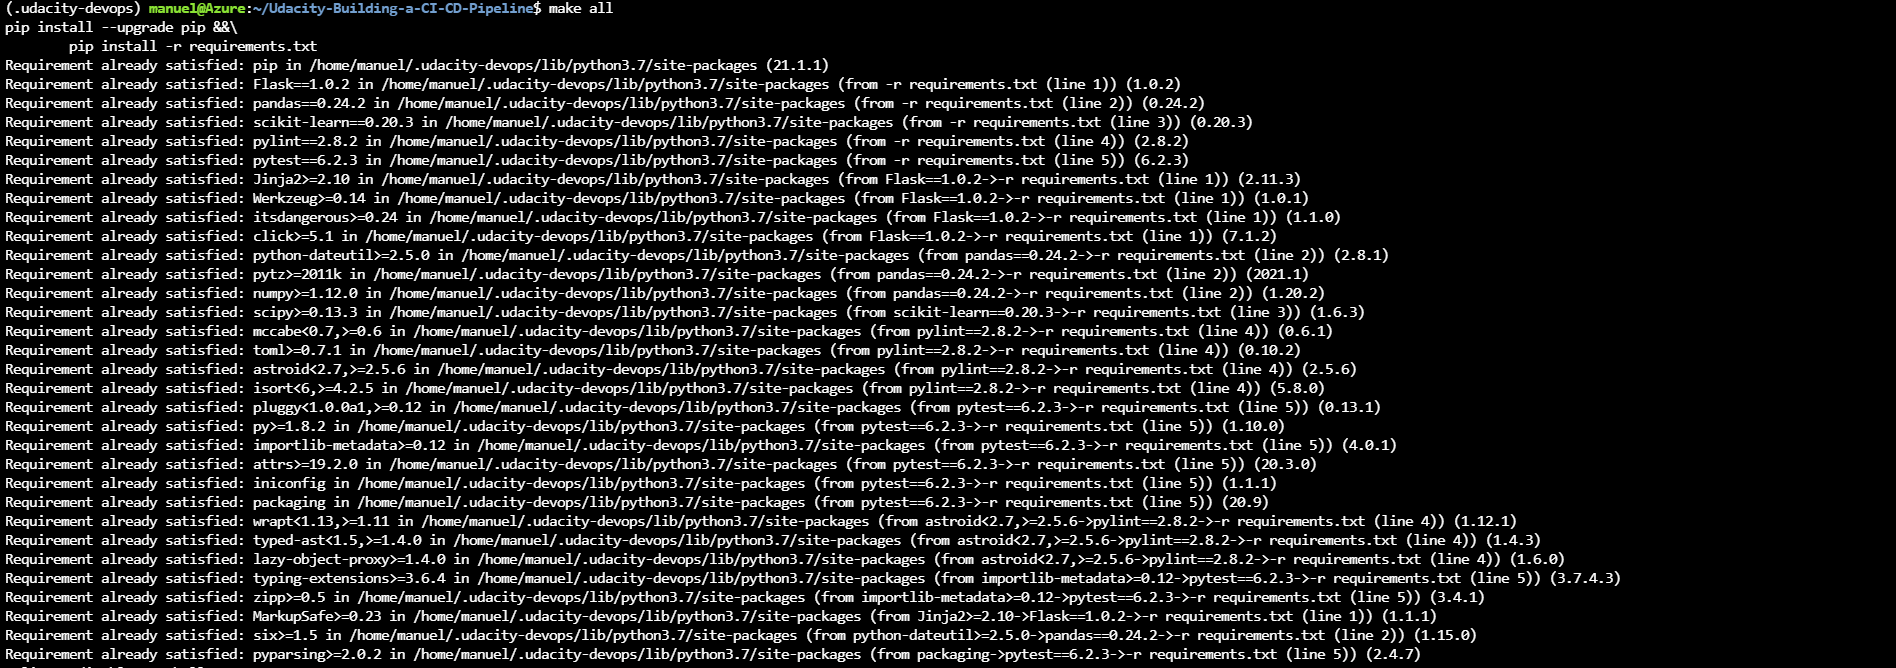 (.udacity-devops) manuel@Azure:~/Udacity-Building-a-CI-CD-Pipeline$ make all
pip install --upgrade pip &&\
        pip install -r requirements.txt
Requirement already satisfied: pip in /home/manuel/.udacity-devops/lib/python3.7/site-packages (21.1.1)
Requirement already satisfied: Flask==1.0.2 in /home/manuel/.udacity-devops/lib/python3.7/site-packages (from -r requirements.txt (line 1)) (1.0.2)
Requirement already satisfied: pandas==0.24.2 in /home/manuel/.udacity-devops/lib/python3.7/site-packages (from -r requirements.txt (line 2)) (0.24.2)
Requirement already satisfied: scikit-learn==0.20.3 in /home/manuel/.udacity-devops/lib/python3.7/site-packages (from -r requirements.txt (line 3)) (0.20.3)
Requirement already satisfied: pylint==2.8.2 in /home/manuel/.udacity-devops/lib/python3.7/site-packages (from -r requirements.txt (line 4)) (2.8.2)
Requirement already satisfied: pytest==6.2.3 in /home/manuel/.udacity-devops/lib/python3.7/site-packages (from -r requirements.txt (line 5)) (6.2.3)
Requirement already satisfied: Jinja2>=2.10 in /home/manuel/.udacity-devops/lib/python3.7/site-packages (from Flask==1.0.2->-r requirements.txt (line 1)) (2.11.3)
Requirement already satisfied: Werkzeug>=0.14 in /home/manuel/.udacity-devops/lib/python3.7/site-packages (from Flask==1.0.2->-r requirements.txt (line 1)) (1.0.1)
Requirement already satisfied: itsdangerous>=0.24 in /home/manuel/.udacity-devops/lib/python3.7/site-packages (from Flask==1.0.2->-r requirements.txt (line 1)) (1.1.0)
Requirement already satisfied: click>=5.1 in /home/manuel/.udacity-devops/lib/python3.7/site-packages (from Flask==1.0.2->-r requirements.txt (line 1)) (7.1.2)
Requirement already satisfied: python-dateutil>=2.5.0 in /home/manuel/.udacity-devops/lib/python3.7/site-packages (from pandas==0.24.2->-r requirements.txt (line 2)) (2.8.1)
Requirement already satisfied: pytz>=2011k in /home/manuel/.udacity-devops/lib/python3.7/site-packages (from pandas==0.24.2->-r requirements.txt (line 2)) (2021.1)
Requirement already satisfied: numpy>=1.12.0 in /home/manuel/.udacity-devops/lib/python3.7/site-packages (from pandas==0.24.2->-r requirements.txt (line 2)) (1.20.2)
Requirement already satisfied: scipy>=0.13.3 in /home/manuel/.udacity-devops/lib/python3.7/site-packages (from scikit-learn==0.20.3->-r requirements.txt (line 3)) (1.6.3)
Requirement already satisfied: mccabe<0.7,>=0.6 in /home/manuel/.udacity-devops/lib/python3.7/site-packages (from pylint==2.8.2->-r requirements.txt (line 4)) (0.6.1)
Requirement already satisfied: toml>=0.7.1 in /home/manuel/.udacity-devops/lib/python3.7/site-packages (from pylint==2.8.2->-r requirements.txt (line 4)) (0.10.2)
Requirement already satisfied: astroid<2.7,>=2.5.6 in /home/manuel/.udacity-devops/lib/python3.7/site-packages (from pylint==2.8.2->-r requirements.txt (line 4)) (2.5.6)
Requirement already satisfied: isort<6,>=4.2.5 in /home/manuel/.udacity-devops/lib/python3.7/site-packages (from pylint==2.8.2->-r requirements.txt (line 4)) (5.8.0)
Requirement already satisfied: pluggy<1.0.0a1,>=0.12 in /home/manuel/.udacity-devops/lib/python3.7/site-packages (from pytest==6.2.3->-r requirements.txt (line 5)) (0.13.1)
Requirement already satisfied: py>=1.8.2 in /home/manuel/.udacity-devops/lib/python3.7/site-packages (from pytest==6.2.3->-r requirements.txt (line 5)) (1.10.0)
Requirement already satisfied: importlib-metadata>=0.12 in /home/manuel/.udacity-devops/lib/python3.7/site-packages (from pytest==6.2.3->-r requirements.txt (line 5)) (4.0.1)
Requirement already satisfied: attrs>=19.2.0 in /home/manuel/.udacity-devops/lib/python3.7/site-packages (from pytest==6.2.3->-r requirements.txt (line 5)) (20.3.0)
Requirement already satisfied: iniconfig in /home/manuel/.udacity-devops/lib/python3.7/site-packages (from pytest==6.2.3->-r requirements.txt (line 5)) (1.1.1)
Requirement already satisfied: packaging in /home/manuel/.udacity-devops/lib/python3.7/site-packages (from pytest==6.2.3->-r requirements.txt (line 5)) (20.9)
Requirement already satisfied: wrapt<1.13,>=1.11 in /home/manuel/.udacity-devops/lib/python3.7/site-packages (from astroid<2.7,>=2.5.6->pylint==2.8.2->-r requirements.txt (line 4)) (1.12.1)
Requirement already satisfied: typed-ast<1.5,>=1.4.0 in /home/manuel/.udacity-devops/lib/python3.7/site-packages (from astroid<2.7,>=2.5.6->pylint==2.8.2->-r requirements.txt (line 4)) (1.4.3)
Requirement already satisfied: lazy-object-proxy>=1.4.0 in /home/manuel/.udacity-devops/lib/python3.7/site-packages (from astroid<2.7,>=2.5.6->pylint==2.8.2->-r requirements.txt (line 4)) (1.6.0)
Requirement already satisfied: typing-extensions>=3.6.4 in /home/manuel/.udacity-devops/lib/python3.7/site-packages (from importlib-metadata>=0.12->pytest==6.2.3->-r requirements.txt (line 5)) (3.7.4.3)
Requirement already satisfied: zipp>=0.5 in /home/manuel/.udacity-devops/lib/python3.7/site-packages (from importlib-metadata>=0.12->pytest==6.2.3->-r requirements.txt (line 5)) (3.4.1)
Requirement already satisfied: MarkupSafe>=0.23 in /home/manuel/.udacity-devops/lib/python3.7/site-packages (from Jinja2>=2.10->Flask==1.0.2->-r requirements.txt (line 1)) (1.1.1)
Requirement already satisfied: six>=1.5 in /home/manuel/.udacity-devops/lib/python3.7/site-packages (from python-dateutil>=2.5.0->pandas==0.24.2->-r requirements.txt (line 2)) (1.15.0)
Requirement already satisfied: pyparsing>=2.0.2 in /home/manuel/.udacity-devops/lib/python3.7/site-packages (from packaging->pytest==6.2.3->-r requirements.txt (line 5)) (2.4.7)